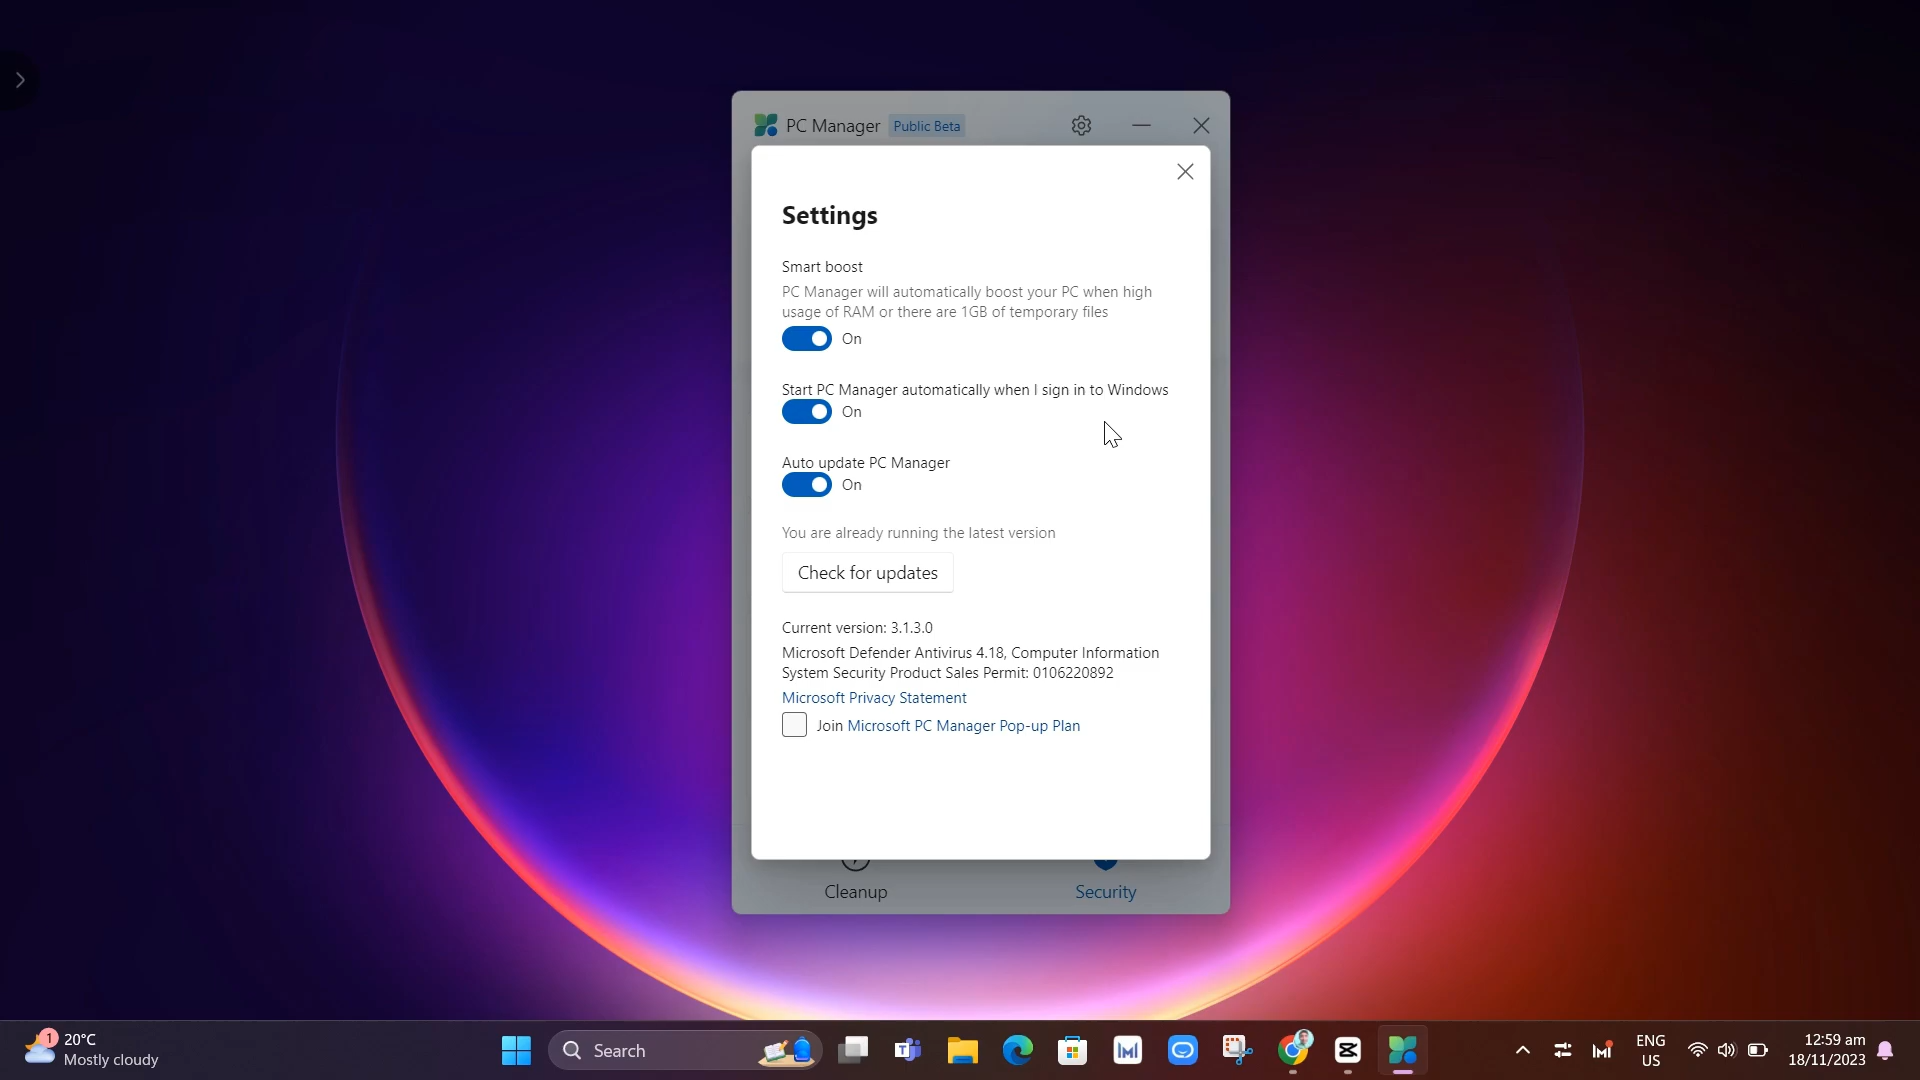 PC Manager Public Beta
Settings
Smart boost
PC Manager will automatically boost your PC when high
usage of RAM or there are 1GB of temporary files
On
Start PC Manager automatically when I sign in to Windows
On
Auto update PC Manager
On
You are already running the latest version
Check for updates
Current version: 3.1.3.0
Microsoft Defender Antivirus 4.18, Computer Information
System Security Product Sales Permit: 0106220892
Microsoft Privacy Statement
Join Microsoft PC Manager Pop-up Plan
Cleanup
Security
1
20°C
Mostly cloudy
Search
ENG
US
12:59 am
18/11/2023